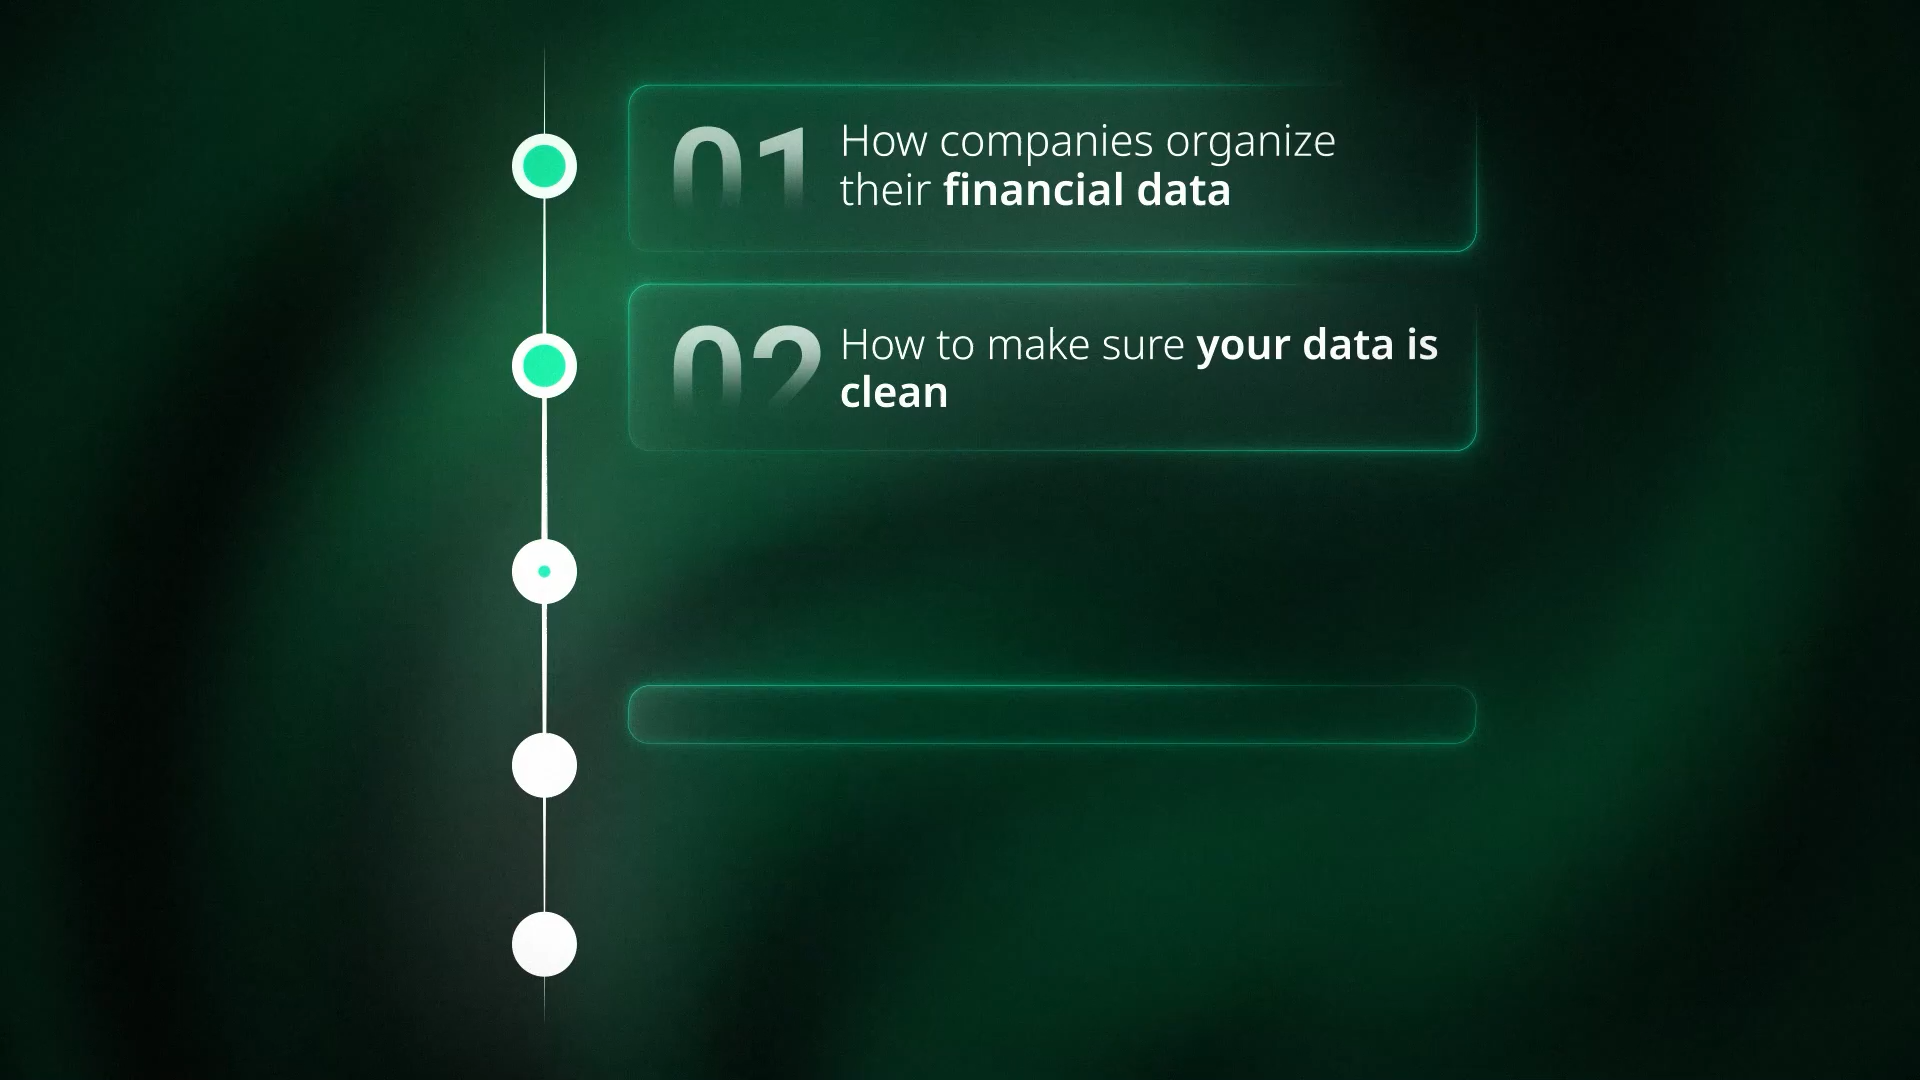 01
How companies organize
their financial data
02
How to make sure your data is
clean